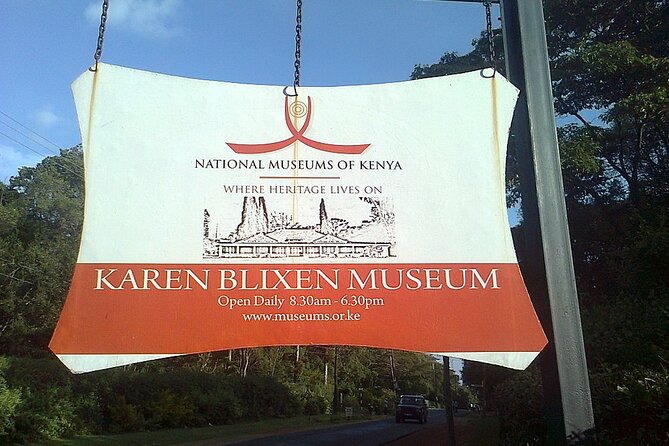 NATIONAL MUSEUMS OF KENYA
WHERE HERITAGE LIVES ON
KAREN BLIXEN MUSEUM
Open Daily 8.30am - 6.30pm
www.museums.or.ke